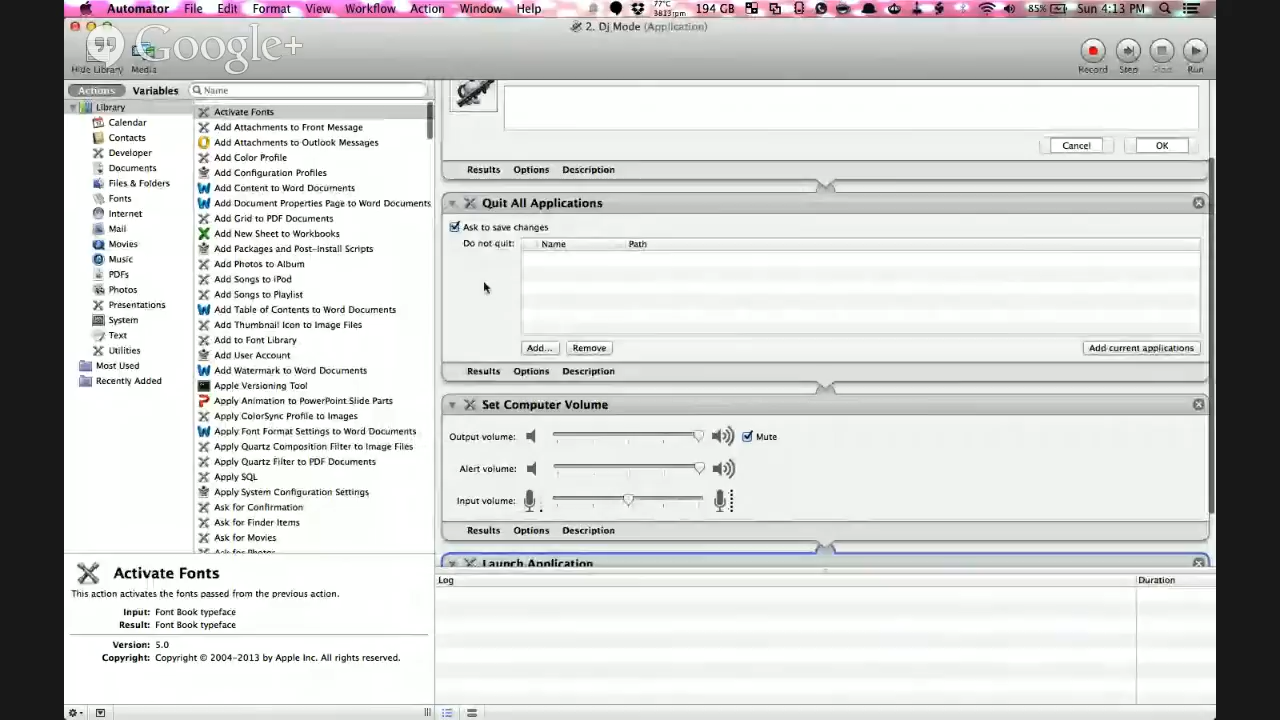 Automator File Edit Format View Workflow Action Window Help 77°C 3813rpm 194 GB 85% Sun 4:13 PM
2. Dj Mode (Application)
Google+
Hide Library Media Record Step Run
Actions Variables Name
Library
Calendar
Contacts
Developer
Documents
Files & Folders
Fonts
Internet
Mail
Movies
Music
PDFs
Photos
Presentations
System
Text
Utilities
Most Used
Recently Added
Activate Fonts
Add Attachments to Front Message
Add Attachments to Outlook Messages
Add Color Profile
Add Configuration Profiles
Add Content to Word Documents
Add Document Properties Page to Word Documents
Add Grid to PDF Documents
Add New Sheet to Workbooks
Add Packages and Post-Install Scripts
Add Photos to Album
Add Songs to iPod
Add Songs to Playlist
Add Table of Contents to Word Documents
Add Thumbnail Icon to Image Files
Add to Font Library
Add User Account
Add Watermark to Word Documents
Apple Versioning Tool
Apply Animation to PowerPoint Slide Parts
Apply ColorSync Profile to Images
Apply Font Format Settings to Word Documents
Apply Quartz Composition Filter to Image Files
Apply Quartz Filter to PDF Documents
Apply SQL
Apply System Configuration Settings
Ask for Confirmation
Ask for Finder Items
Ask for Movies
Ask for Photos
Cancel OK
Results Options Description
Quit All Applications
Ask to save changes
Do not quit: Name Path
Add... Remove Add current applications
Results Options Description
Set Computer Volume
Output volume: Mute
Alert volume:
Input volume:
Results Options Description
Launch Application
Log Duration
Activate Fonts
This action activates the fonts passed from the previous action.
Input: Font Book typeface
Result: Font Book typeface
Version: 5.0
Copyright: Copyright © 2004-2013 by Apple Inc. All rights reserved.